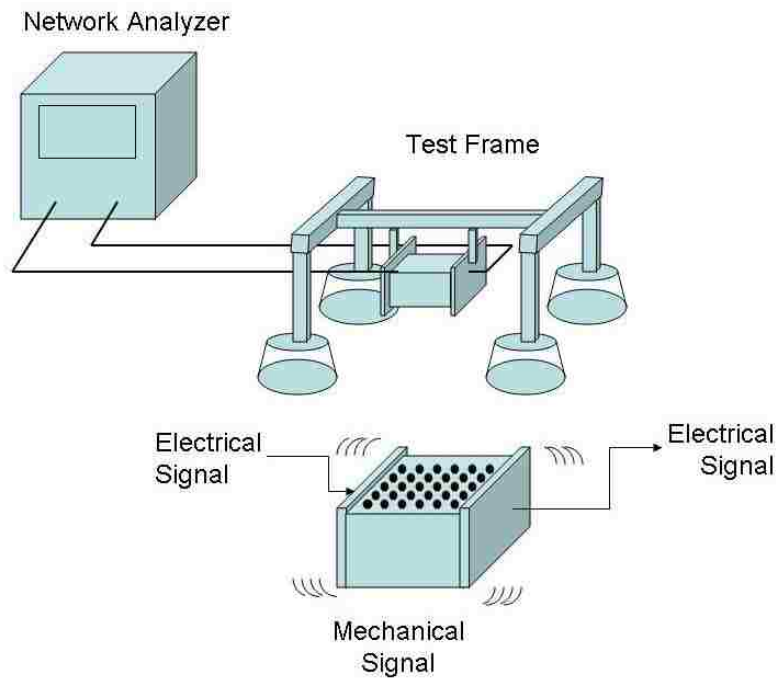 Network Analyzer
Test Frame
Electrical
Signal
Electrical
Signal
Mechanical
Signal